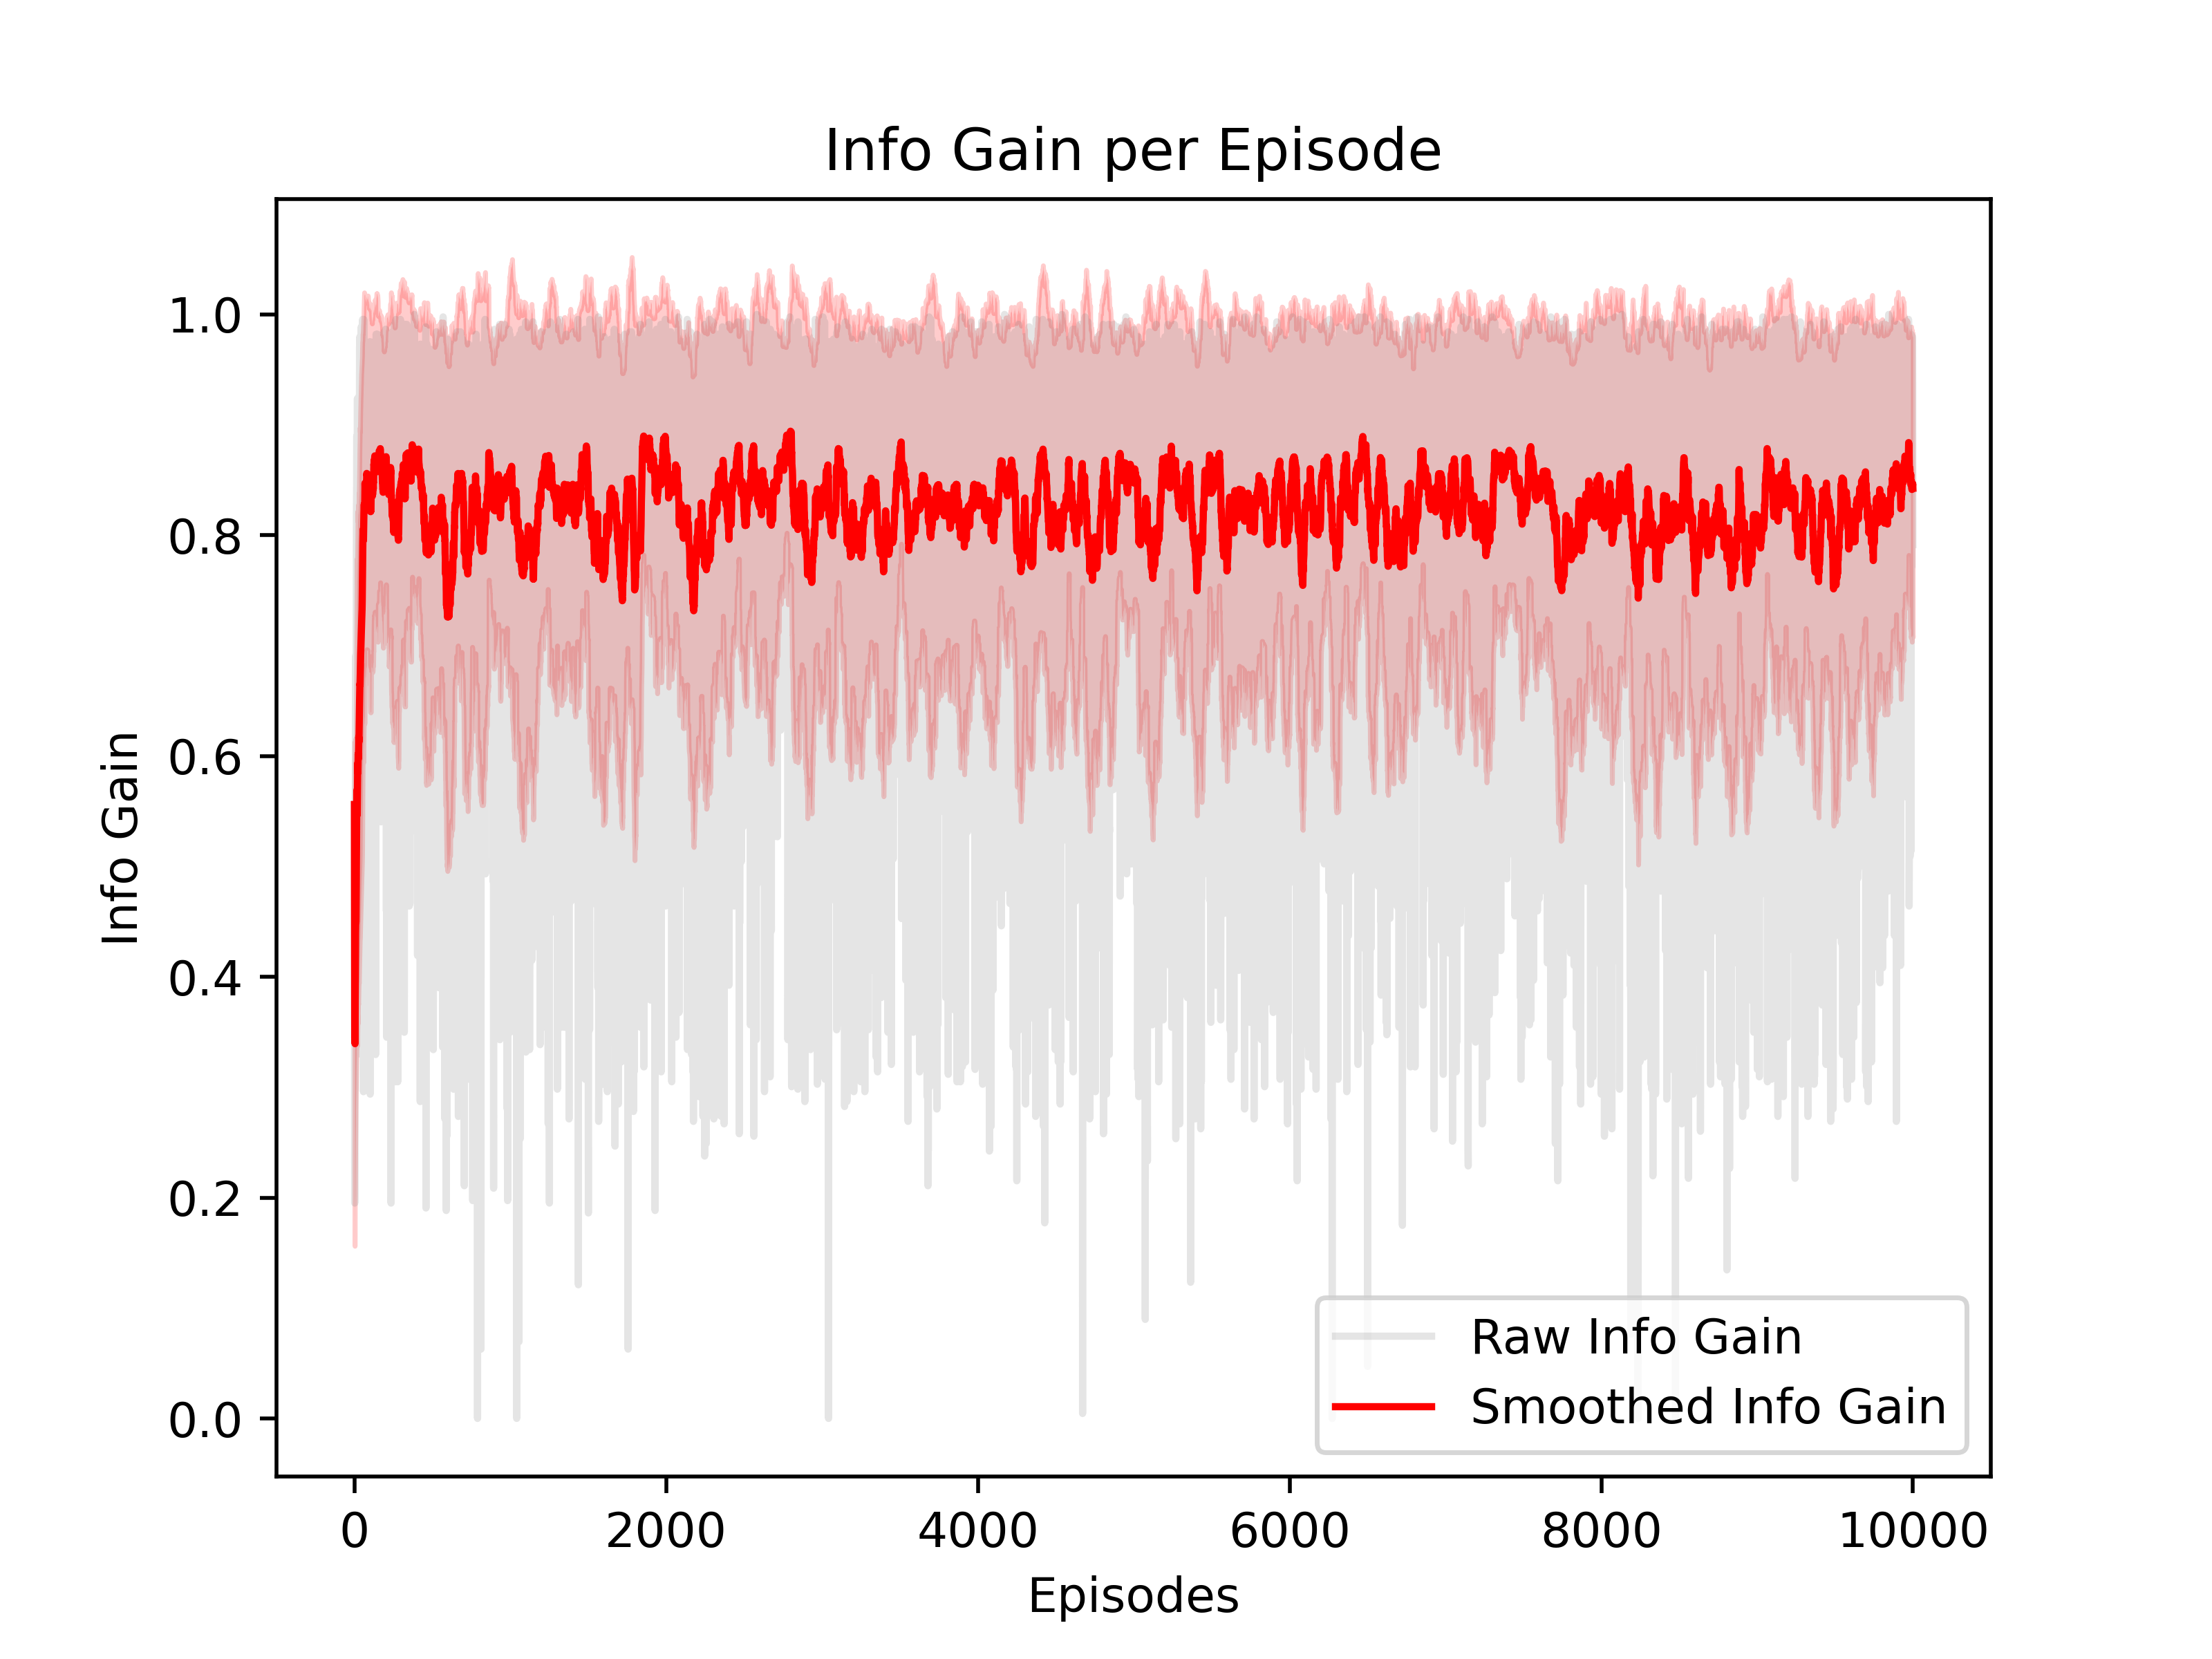 Info Gain per Episode
Info Gain
1.0
0.8
0.6
0.4
0.2
0.0
0
2000
4000
6000
8000
10000
Episodes
Raw Info Gain
Smoothed Info Gain